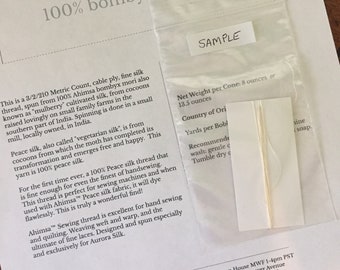 100% bomby
SAMPLE
This is a 3/2/210 Metric Count, cable ply, fine silk
thread, spun from 100% Ahimsa bombyx mori also
known as "mulberry" cultivated silk, from cocoons
raised lovingly on small family farms in the
southern part of India. Spinning is done in a small
mill, locally owned, in India.
Peace silk, also called "vegetarian silk", is from
cocoons from which the moth has completed its
transformation and emerges free and happy. This
yarn is 100% peace silk.
For the first time ever, a 100% Peace silk thread that
is fine enough for even the finest of handsewing.
This thread is perfect for sewing machines and when
used with Ahimsa™ Peace silk fabric, it will dye
flawlessly. This is truly a wonderful find!
Ahimsa™ Sewing thread is excellent for hand sewing
and quilting. Weaving weft and warp, and the
ultimate of fine laces. Designed and spun especially
and exclusively for Aurora Silk.
Net Weight per Cone: 8 ounces, or
13.5 ounces
Country of Ori
Yards per Bob
Recommende
wash: gentle c soap.
Tumble dry
House MWF 1-4pm PST
Avenue